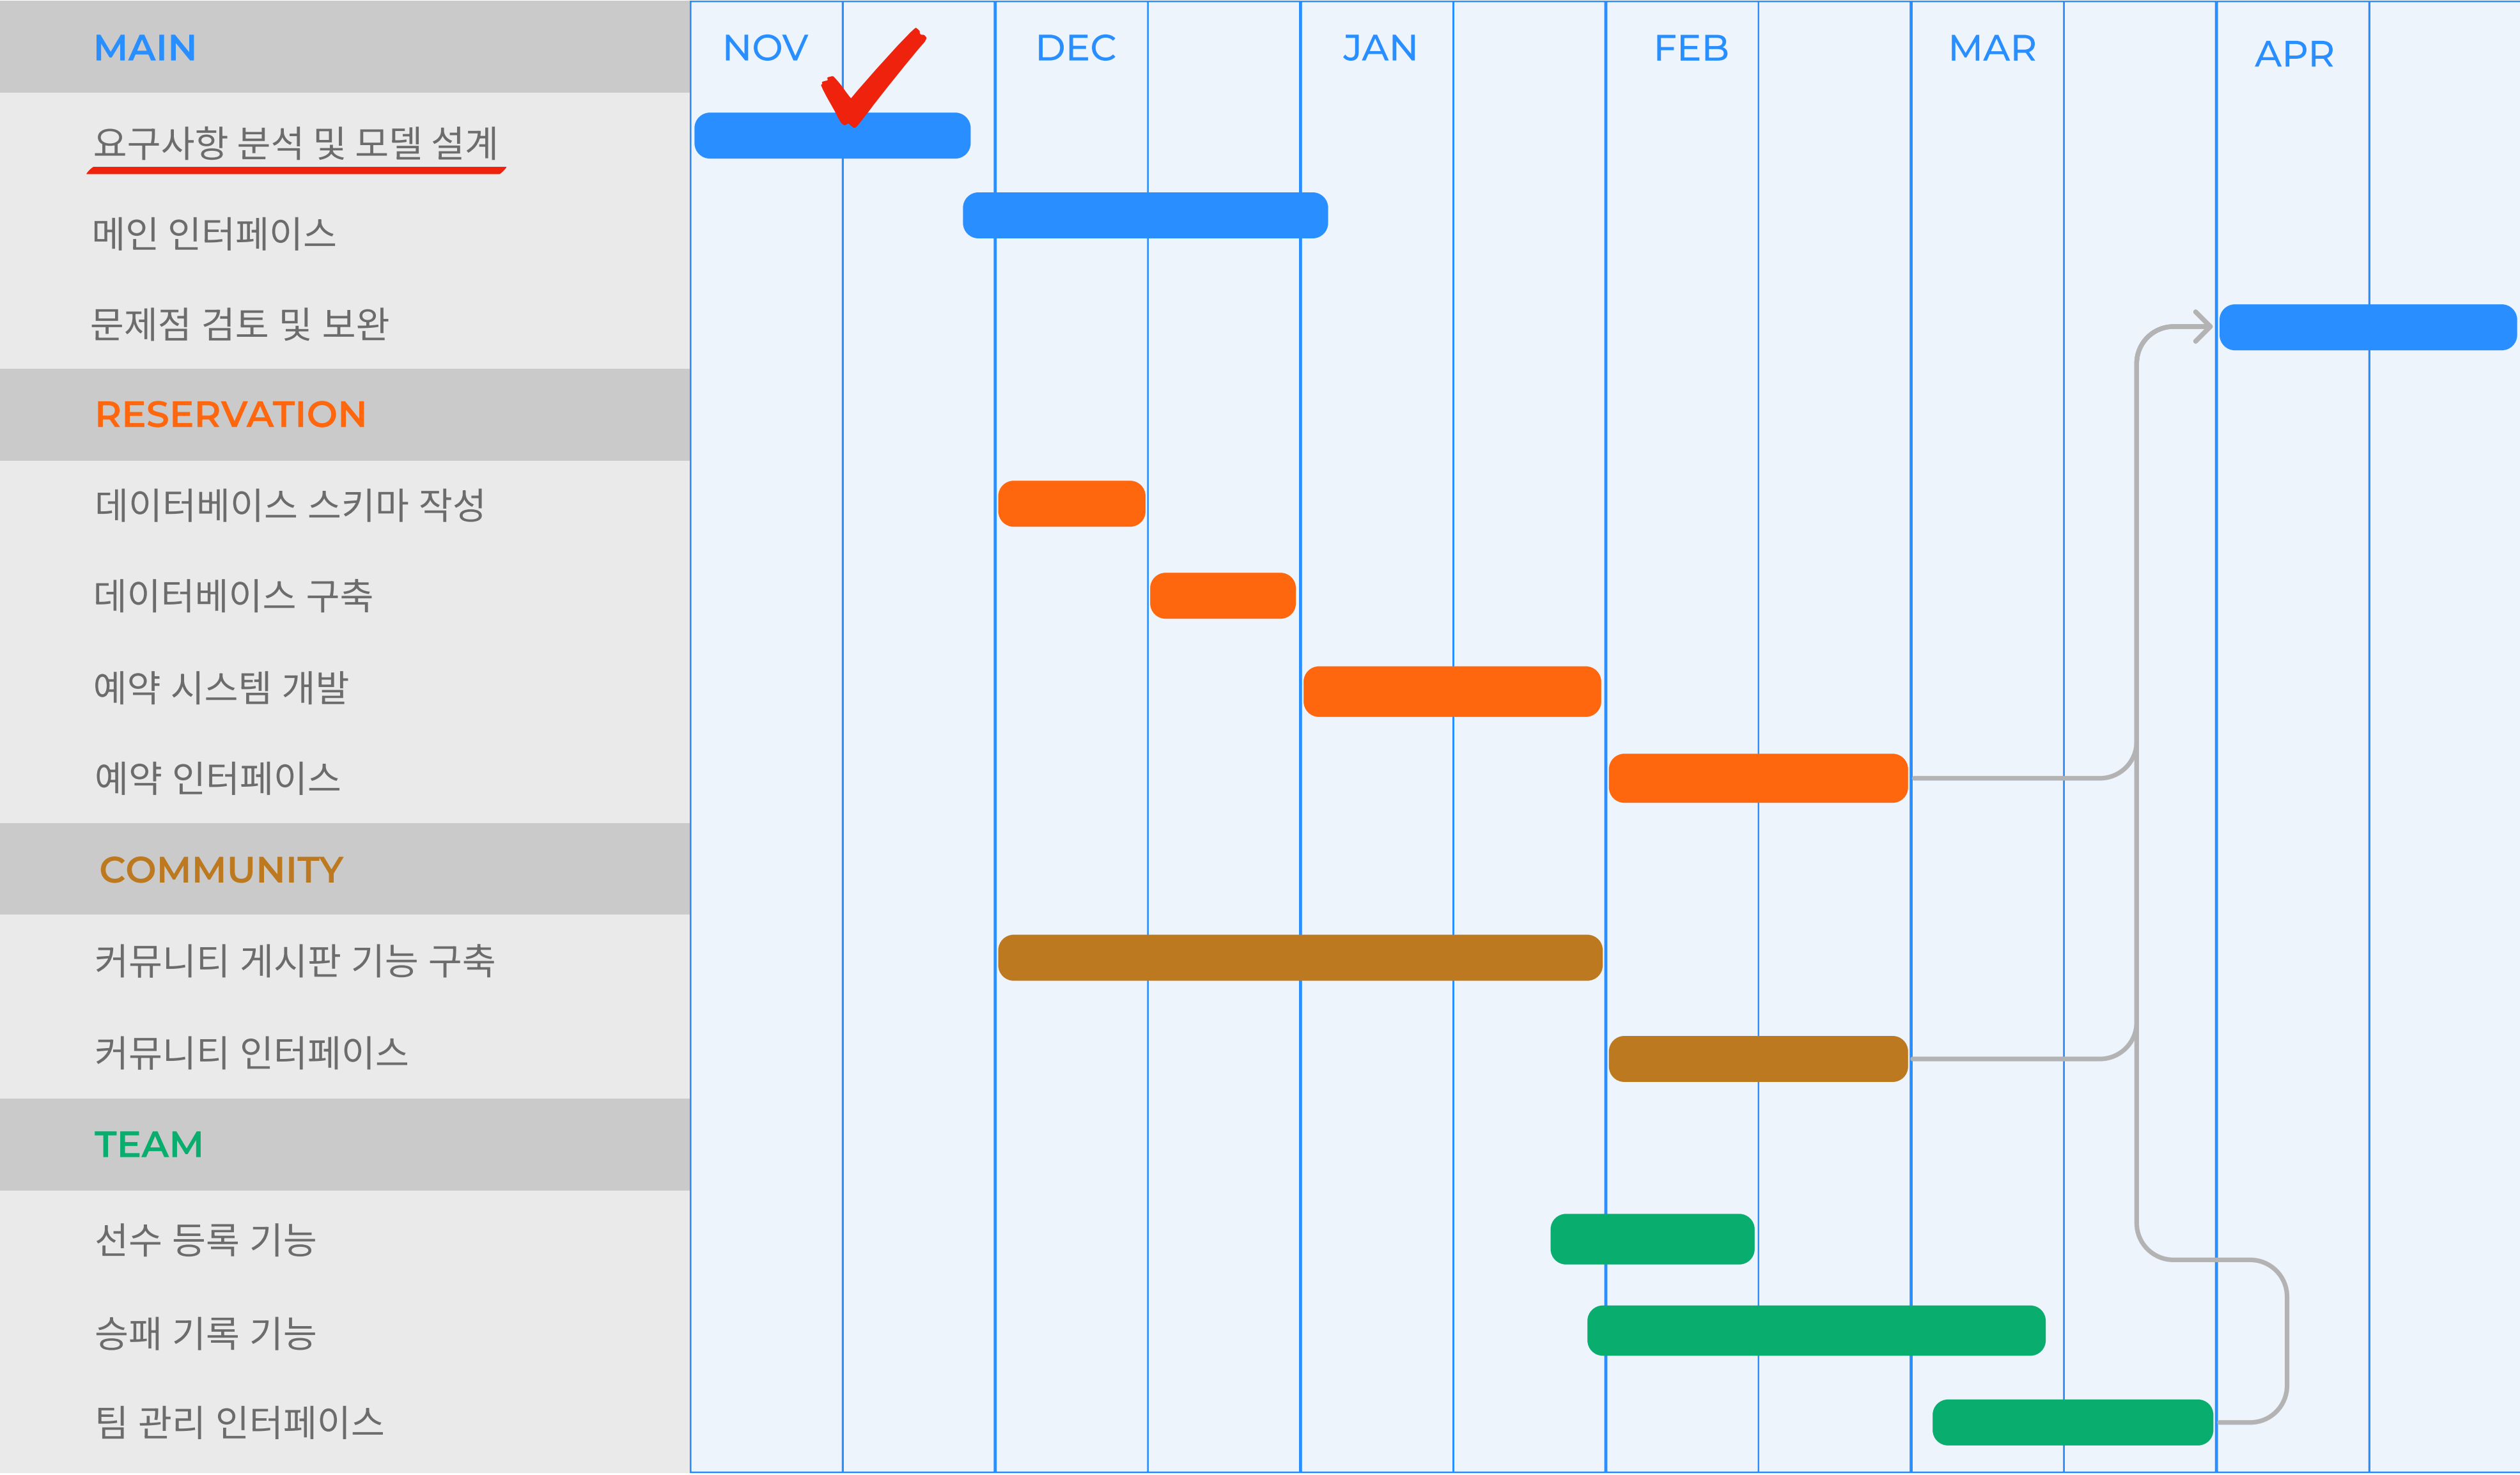 MAIN
NOV
DEC
JAN
FEB
MAR
APR
요구사항 분석 및 모델 설계
메인 인터페이스
문제점 검토 및 보완
RESERVATION
데이터베이스 스키마 작성
데이터베이스 구축
예약 시스템 개발
예약 인터페이스
COMMUNITY
커뮤니티 게시판 기능 구축
커뮤니티 인터페이스
TEAM
선수 등록 기능
승패 기록 기능
팀 관리 인터페이스